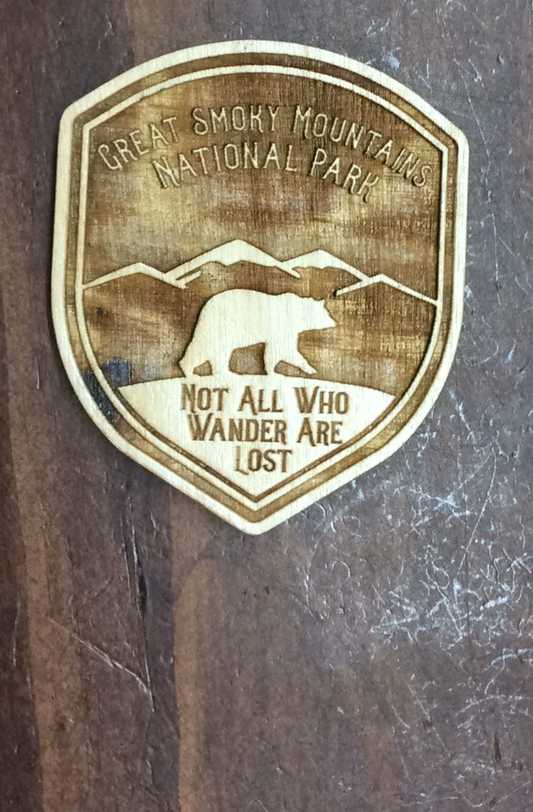 Great Smoky Mountains
National Park
Not All Who
Wander Are
Lost